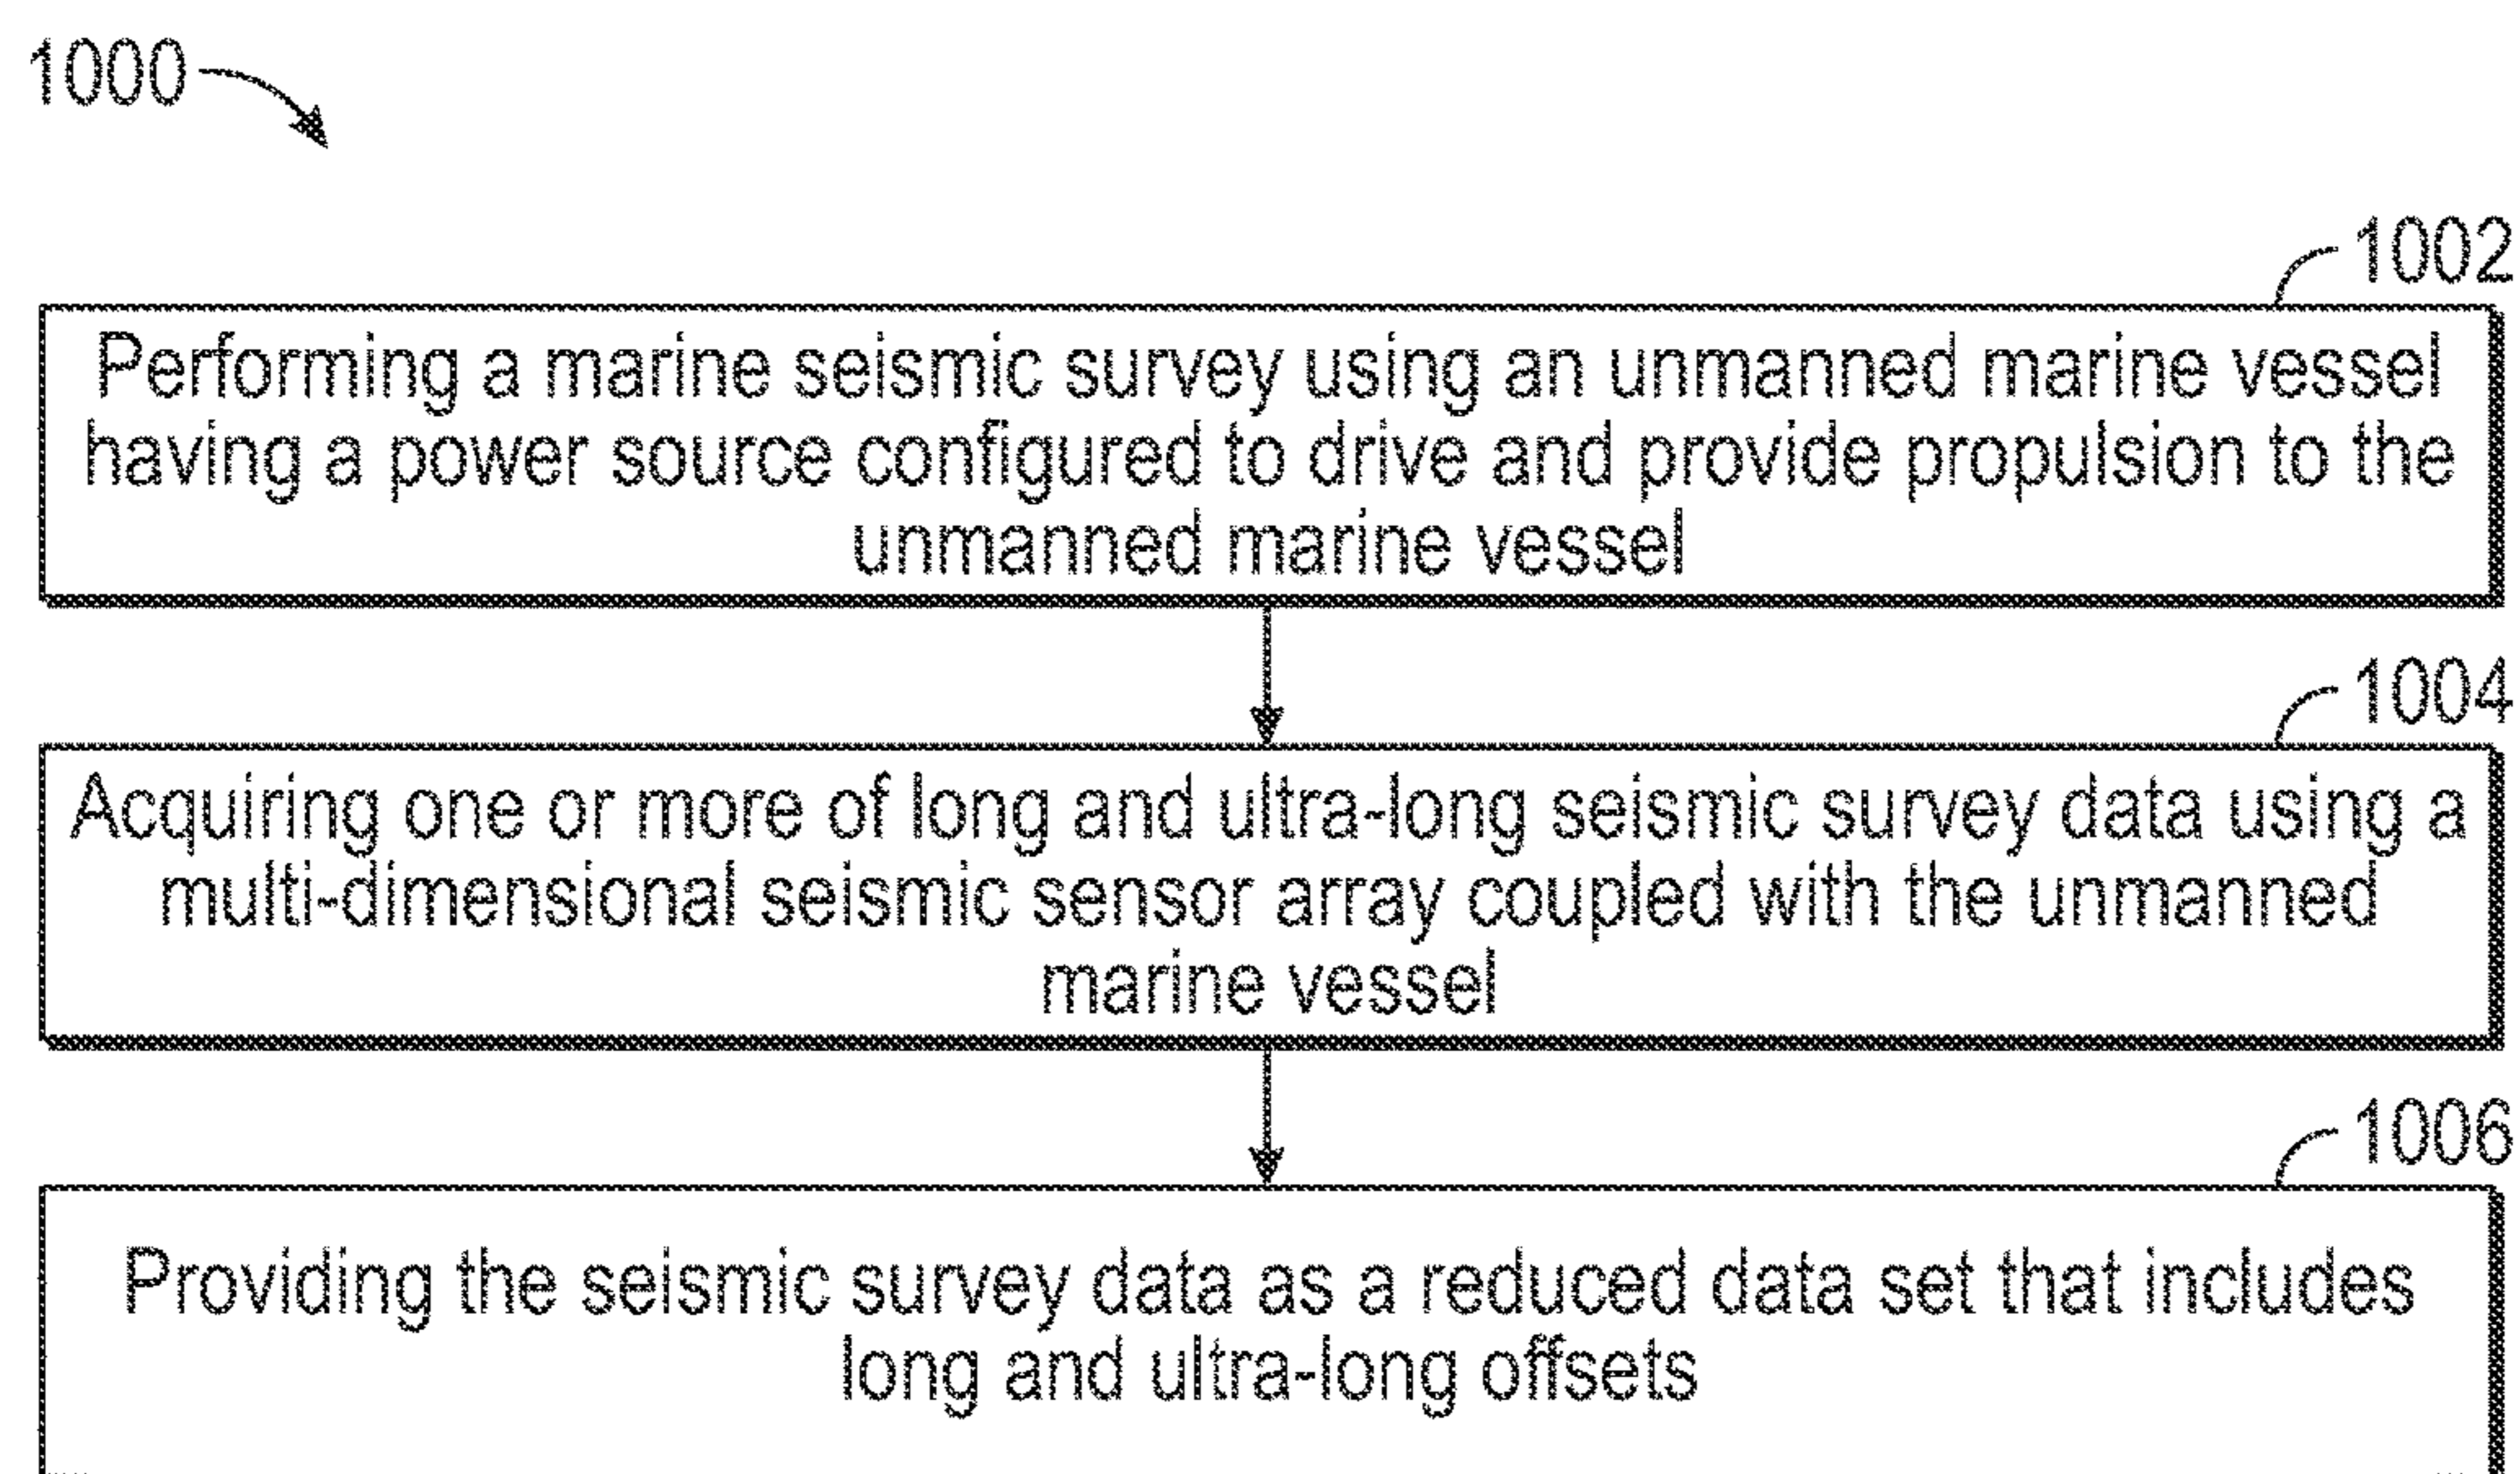 1000
1002
Performing a marine seismic survey using an unmanned marine vessel
having a power source configured to drive and provide propulsion to the
unmanned marine vessel
1004
Acquiring one or more of long and ultra-long seismic survey data using a
multi-dimensional seismic sensor array coupled with the unmanned
marine vessel
1006
Providing the seismic survey data as a reduced data set that includes
long and ultra-long offsets